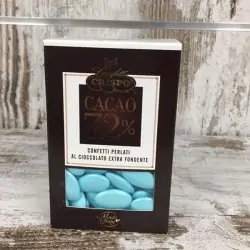 CRISPO
CACAO
72%
CONFETTI PERLATI
AL CIOCCOLATO EXTRA FONDENTE